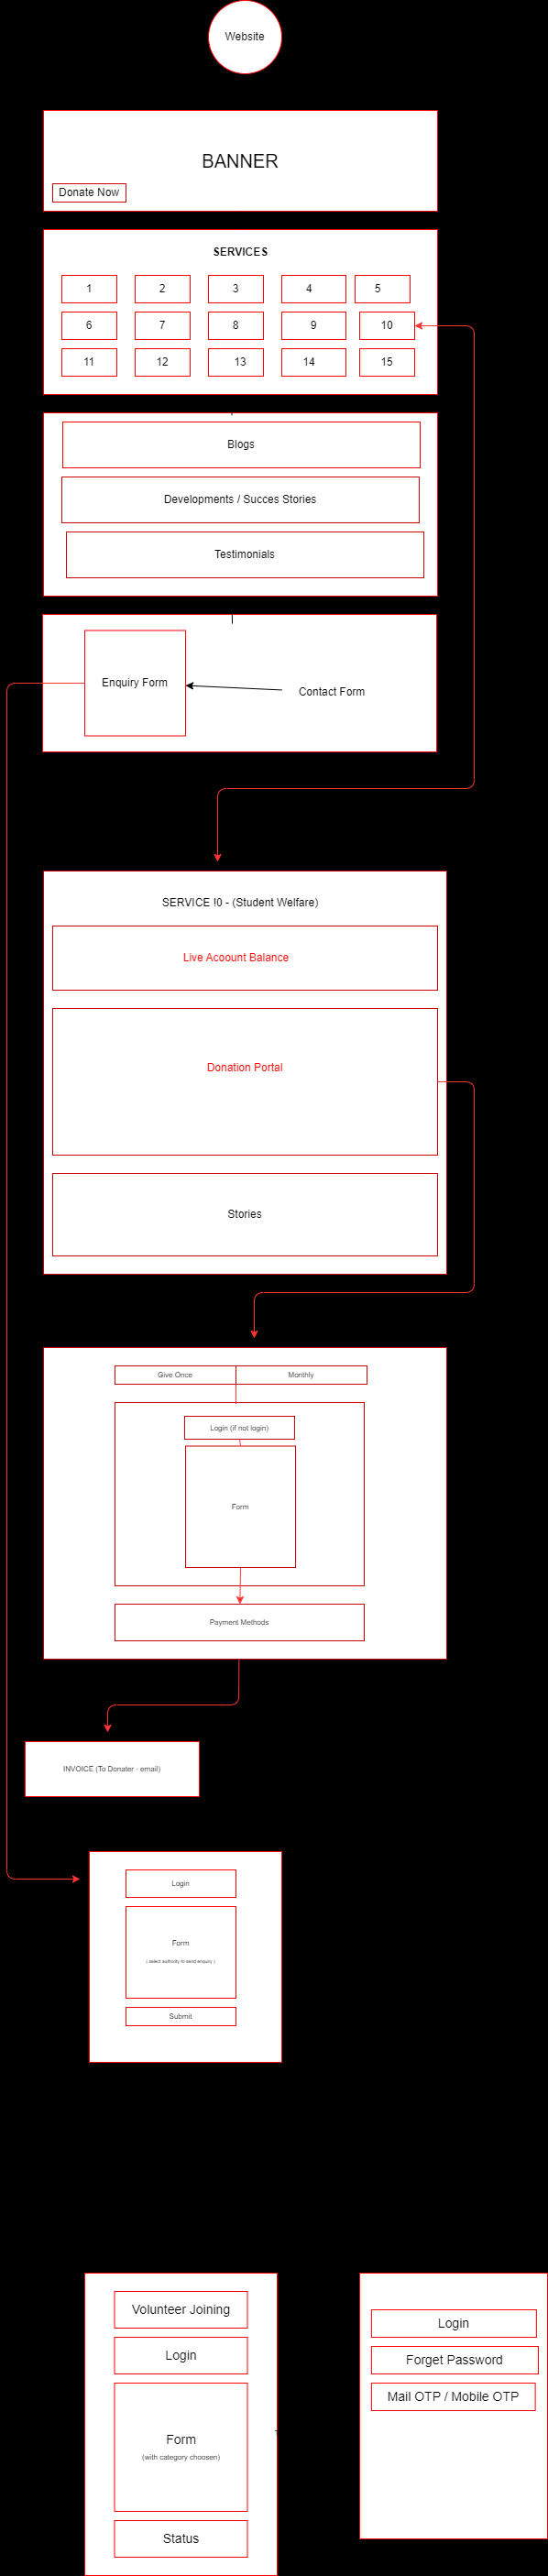 Website
BANNER
Donate Now
SERVICES
1 2 3 4 5
6 7 8 9 10
11 12 13 14 15
Blogs
Developments / Succes Stories
Testimonials
Enquiry Form
Contact Form
SERVICE !0 - (Student Welfare)
Live Acoount Balance
Donation Portal
Stories
Give Once Monthly
Login (if not login)
Form
Payment Methods
INVOICE (To Donater - email)
Login
Form
( select authority to send enquiry )
Submit
Volunteer Joining
Login
Form
(with category choosen)
Status
Login
Forget Password
Mail OTP / Mobile OTP